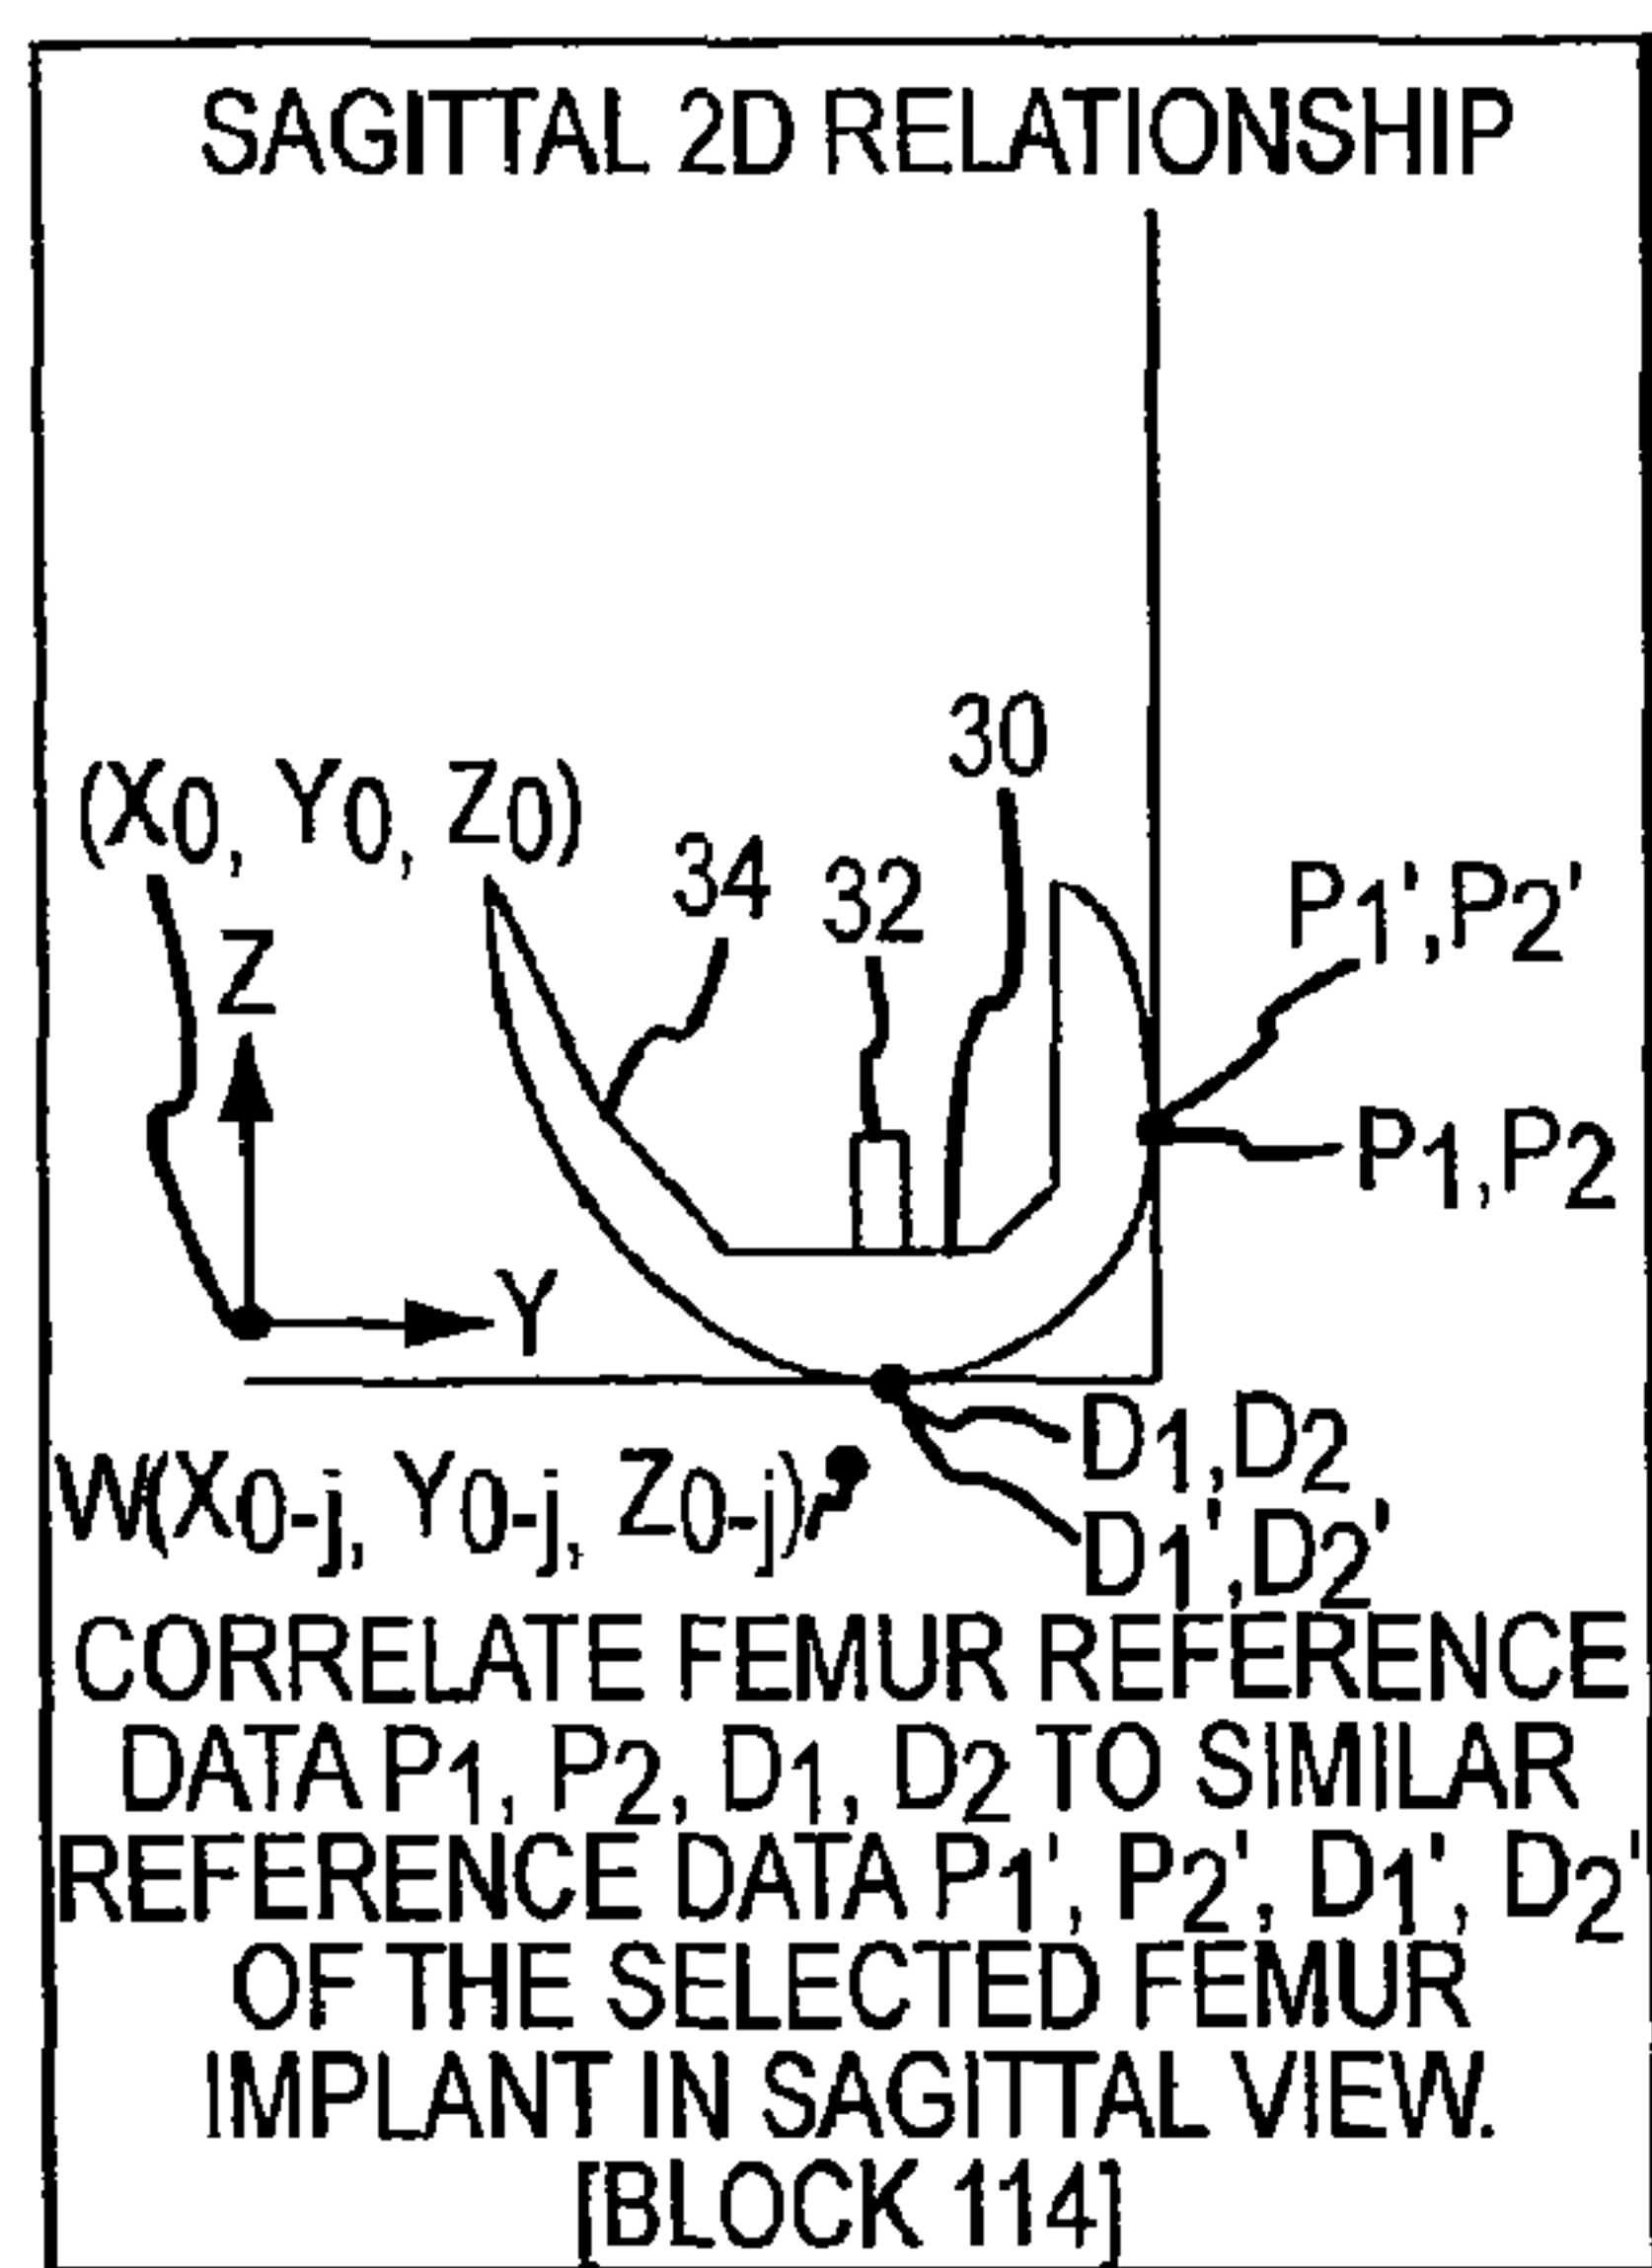 SAGITTAL 2D RELATIONSHIP
30
(X0, Y0, Z0)
34
32
P1',P2'
Z
P1,P2
Y
D1,D2
W(X0-j, Y0-j, Z0-j)
D1',D2'
CORRELATE FEMUR REFERENCE
DATA P1, P2, D1, D2 TO SIMILAR
REFERENCE DATA P1', P2', D1', D2'
OF THE SELECTED FEMUR
IMPLANT IN SAGITTAL VIEW.
[BLOCK 114]